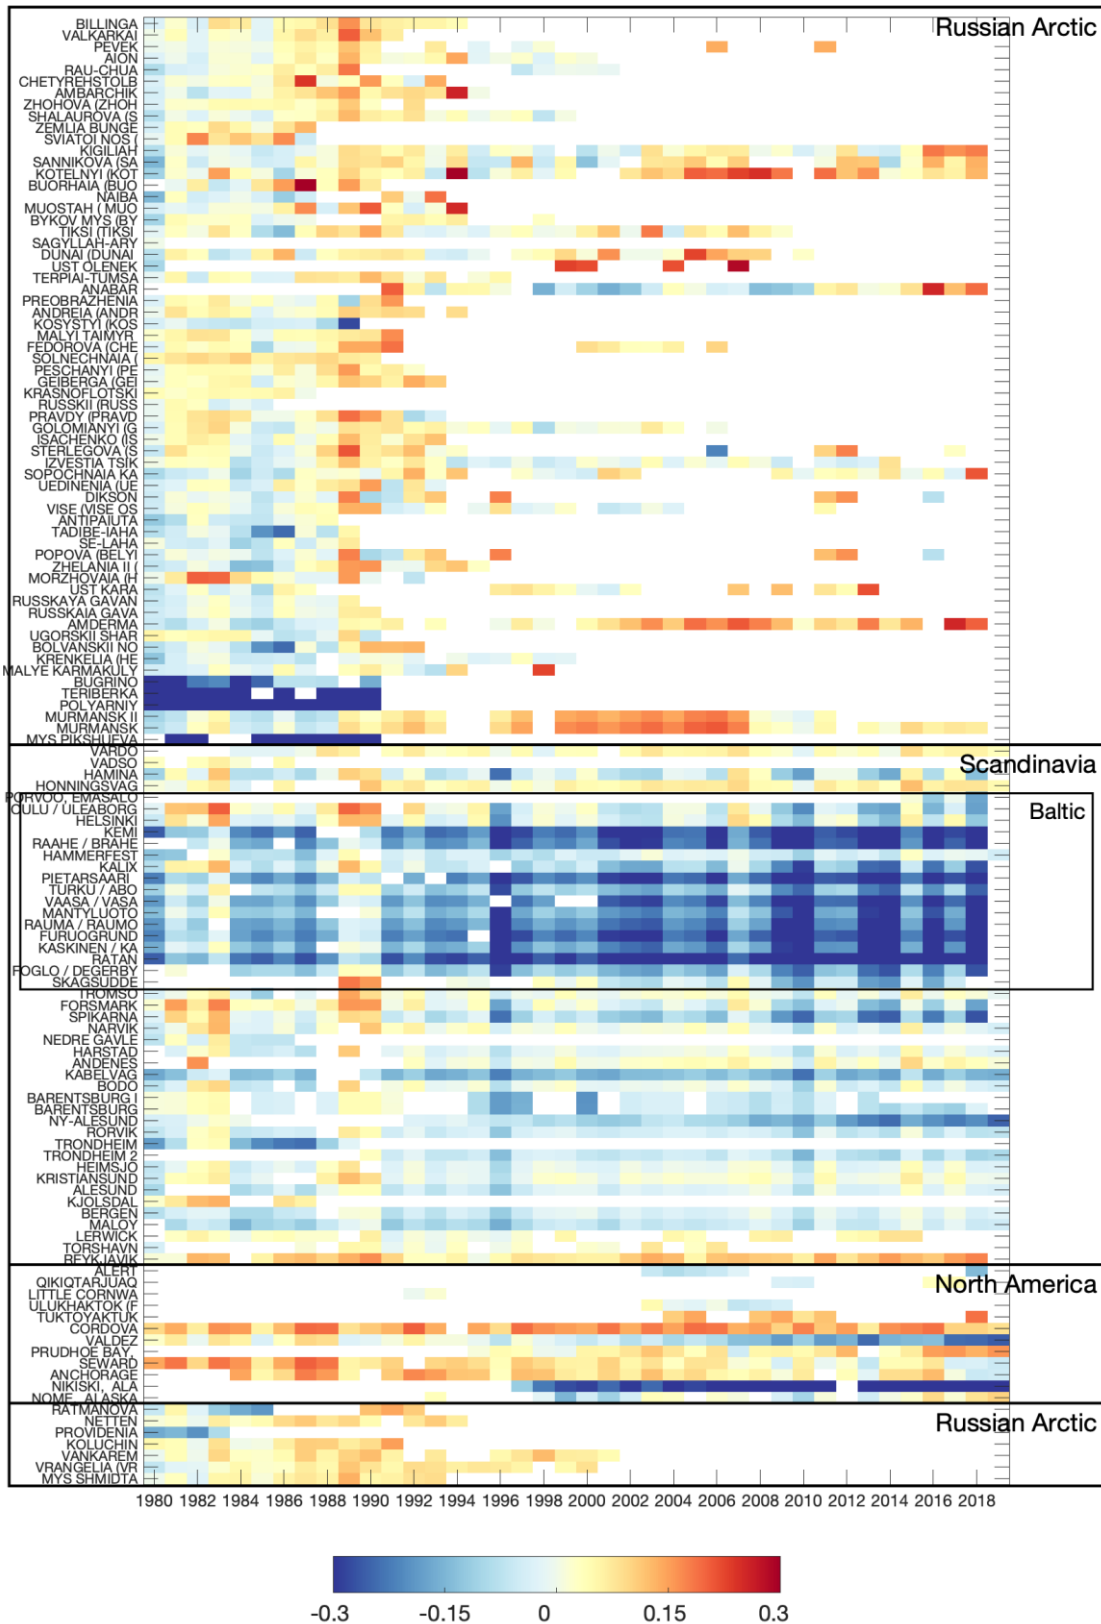 Russian Arctic
BILLINGA
VALKARKAI
PEVEK
AION
RAU-CHUA
CHETYREHSTOLB
AMBARCHIK
ZHOHOVA (ZHOH
SHALAUROVA (S
ZEMLIA BUNGE
SVIATOI NOS (
KIGILIAH
SANNIKOVA (SA
KOTELNYI (KOT
BUORHAIA (BUO
NAIBA
MUOSTAH ( MUO
BYKOV MYS (BY
TIKSI (TIKSI
SAGYLLAH-ARY
DUNAI (DUNAI
UST OLENEK
TERPIAI-TUMSA
ANABAR
PREOBRAZHENIA
ANDREIA (ANDR
KOSYSTYI (KOS
MALYI TAIMYR
FEDOROVA (CHE
SOLNECHNAIA (
PESCHANYI (PE
GEIBERGA (GEI
KRASNOFLOTSKI
RUSSKII (RUSS
PRAVDY (PRAVD
GOLOMIANYI (G
ISACHENKO (IS
STERLEGOVA (S
IZVESTIA TSIK
SOPOCHNAIA KA
UEDINENIA (UE
DIKSON
VISE (VISE OS
ANTIPAIUTA
TADIBE-IAHA
SE-LAHA
POPOVA (BELYI
ZHELANIA II (
MORZHOVAIA (H
UST KARA
RUSSKAYA GAVAN
RUSSKAIA GAVA
AMDERMA
UGORSKII SHAR
BOLVANSKII NO
KRENKELIA (HE
MALYE KARMAKULY
BUGRINO
TERIBERKA
POLYARNIY
MURMANSK II
MURMANSK
MYS PIKSHUEVA
Scandinavia
VARDO
VADSO
HAMINA
HONNINGSVAG
Baltic
PORVOO, EMASALO
OULU / ULEABORG
HELSINKI
KEMI
RAAHE / BRAHE
HAMMERFEST
KALIX
PIETARSAARI
TURKU / ABO
VAASA / VASA
MANTYLUOTO
RAUMA / RAUMO
FURUOGRUND
KASKINEN / KA
RATAN
FOGLO / DEGERBY
SKAGSUDDE
TROMSO
FORSMARK
SPIKARNA
NARVIK
NEDRE GAVLE
HARSTAD
ANDENES
KABELVAG
BODO
BARENTSBURG I
BARENTSBURG
NY-ALESUND
RORVIK
TRONDHEIM
TRONDHEIM 2
HEIMSJO
KRISTIANSUND
ALESUND
KJOLSDAL
BERGEN
MALOY
LERWICK
TORSHAVN
REYKJAVIK
North America
ALERT
QIKIQTARJUAQ
LITTLE CORNWA
ULUKHAKTOK (F
TUKTOYAKTUK
CORDOVA
VALDEZ
PRUDHOE BAY,
SEWARD
ANCHORAGE
NIKISKI, ALA
NOME, ALASKA
Russian Arctic
RATMANOVA
NETTEN
PROVIDENIA
KOLUCHIN
VANKAREM
VRANGELIA (VR
MYS SHMIDTA
1980 1982 1984 1986 1988 1990 1992 1994 1996 1998 2000 2002 2004 2006 2008 2010 2012 2014 2016 2018
-0.3 -0.15 0 0.15 0.3